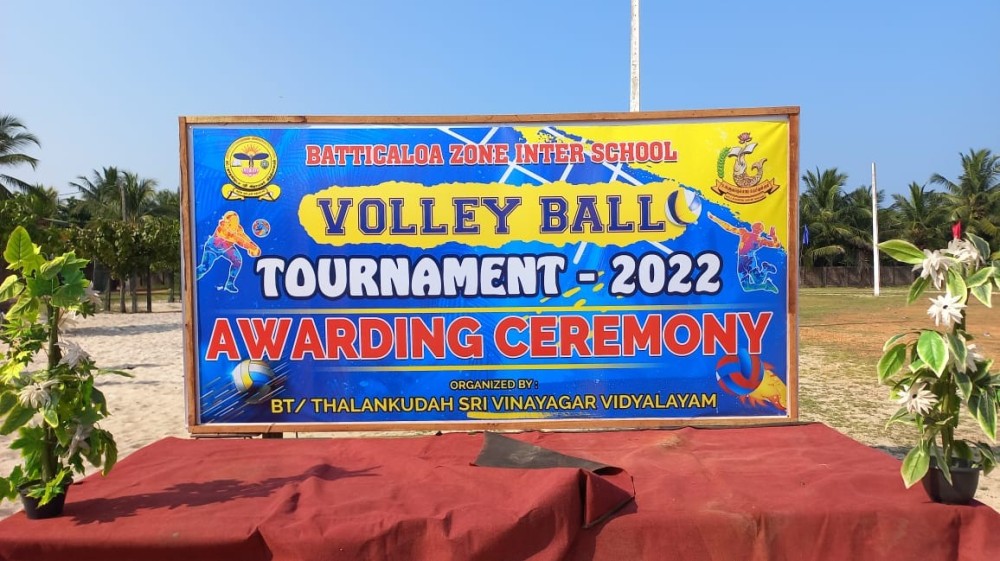 BATTICALOA ZONE INTER SCHOOL
VOLLEY BALL
TOURNAMENT - 2022
AWARDING CEREMONY
ORGANIZED BY :
BT/ THALANKUDAH SRI VINAYAGAR VIDYALAYAM